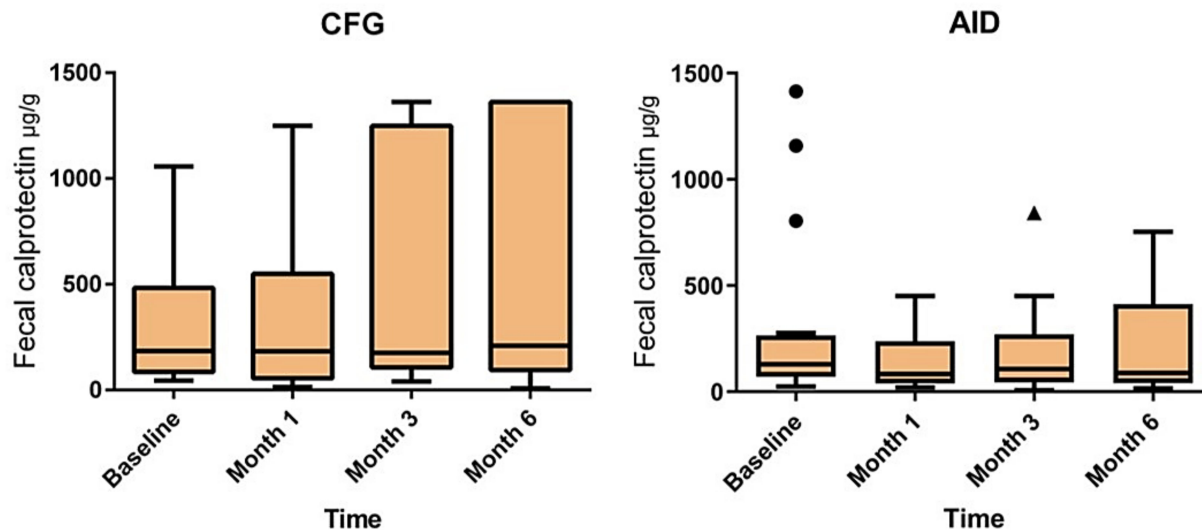 CFG
Fecal calprotectin µg/g
1500
1000
500
0
Baseline
Month 1
Month 3
Month 6
Time
AID
Fecal calprotectin µg/g
1500
1000
500
0
Baseline
Month 1
Month 3
Month 6
Time